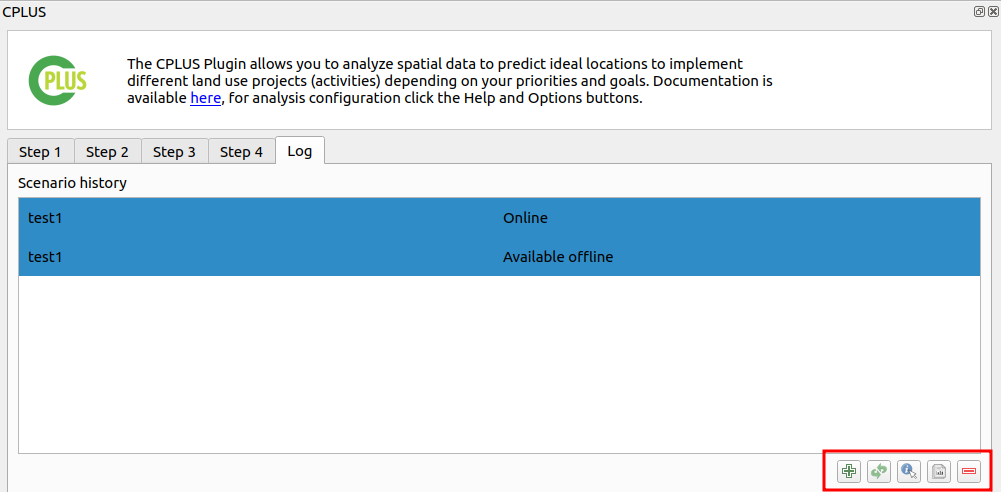 CPLUS
CPLUS
The CPLUS Plugin allows you to analyze spatial data to predict ideal locations to implement
different land use projects (activities) depending on your priorities and goals. Documentation is
available here, for analysis configuration click the Help and Options buttons.
Step 1 Step 2 Step 3 Step 4 Log
Scenario history
test1 Online
test1 Available offline